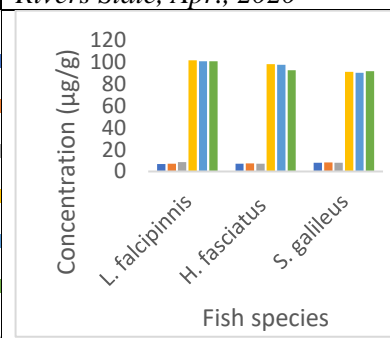 Rivers State, Apr., 2020
120
100
80
60
40
20
0
Concentration (µg/g)
L. falcipinnis
H. fasciatus
S. galileus
Fish species